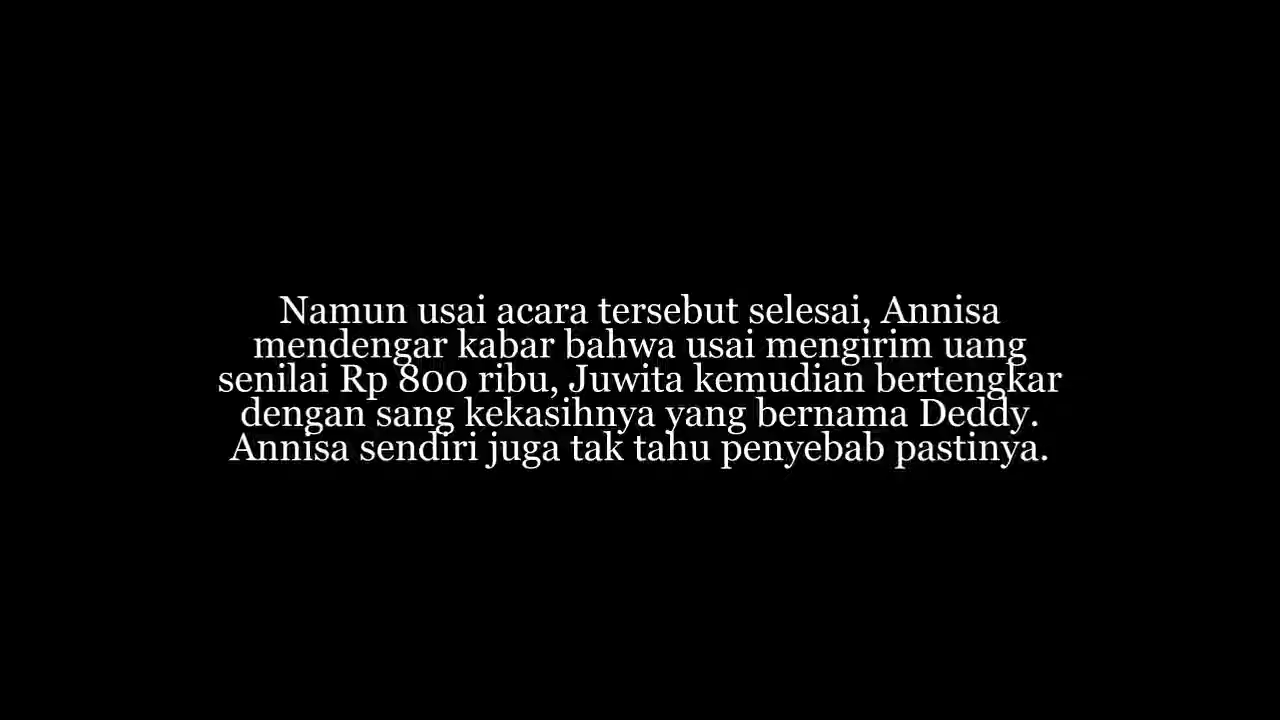 Namun usai acara tersebut selesai, Annisa
mendengar kabar bahwa usai mengirim uang
senilai Rp 800 ribu, Juwita kemudian bertengkar
dengan sang kekasihnya yang bernama Deddy.
Annisa sendiri juga tak tahu penyebab pastinya.